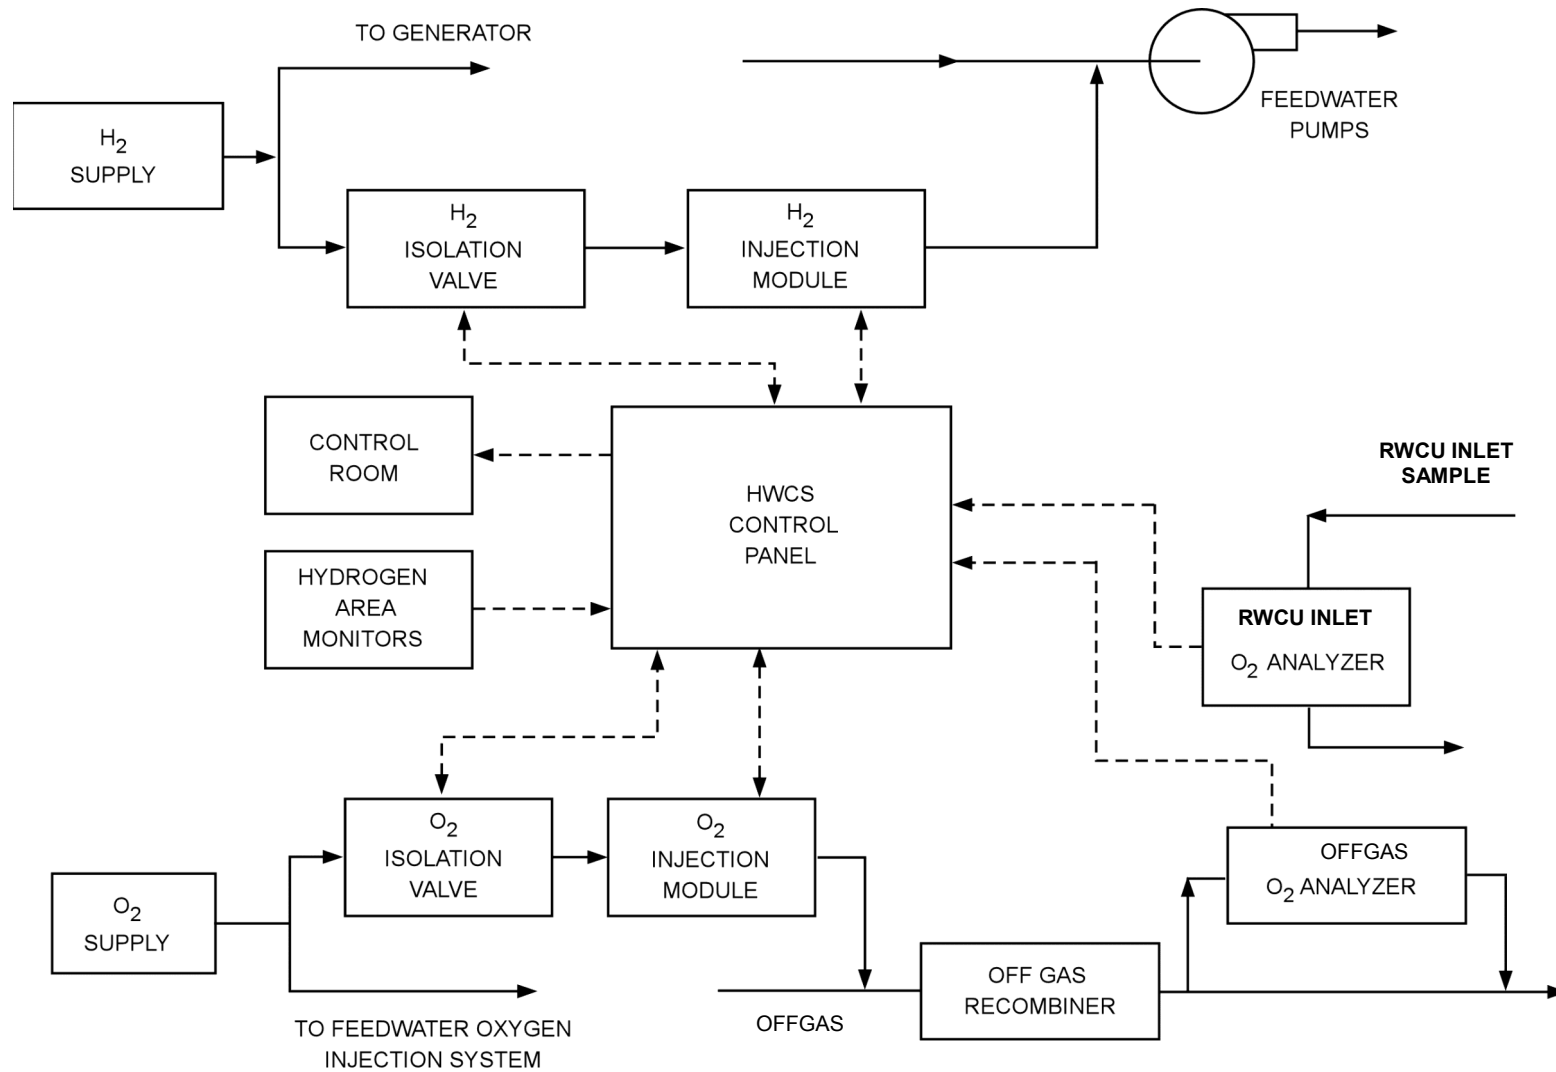 TO GENERATOR
FEEDWATER
PUMPS
H2
SUPPLY
H2
ISOLATION
VALVE
H2
INJECTION
MODULE
CONTROL
ROOM
HWCS
CONTROL
PANEL
RWCU INLET
SAMPLE
HYDROGEN
AREA
MONITORS
RWCU INLET
O2 ANALYZER
O2
ISOLATION
VALVE
O2
INJECTION
MODULE
OFFGAS
O2 ANALYZER
O2
SUPPLY
OFF GAS
RECOMBINER
TO FEEDWATER OXYGEN
INJECTION SYSTEM
OFFGAS